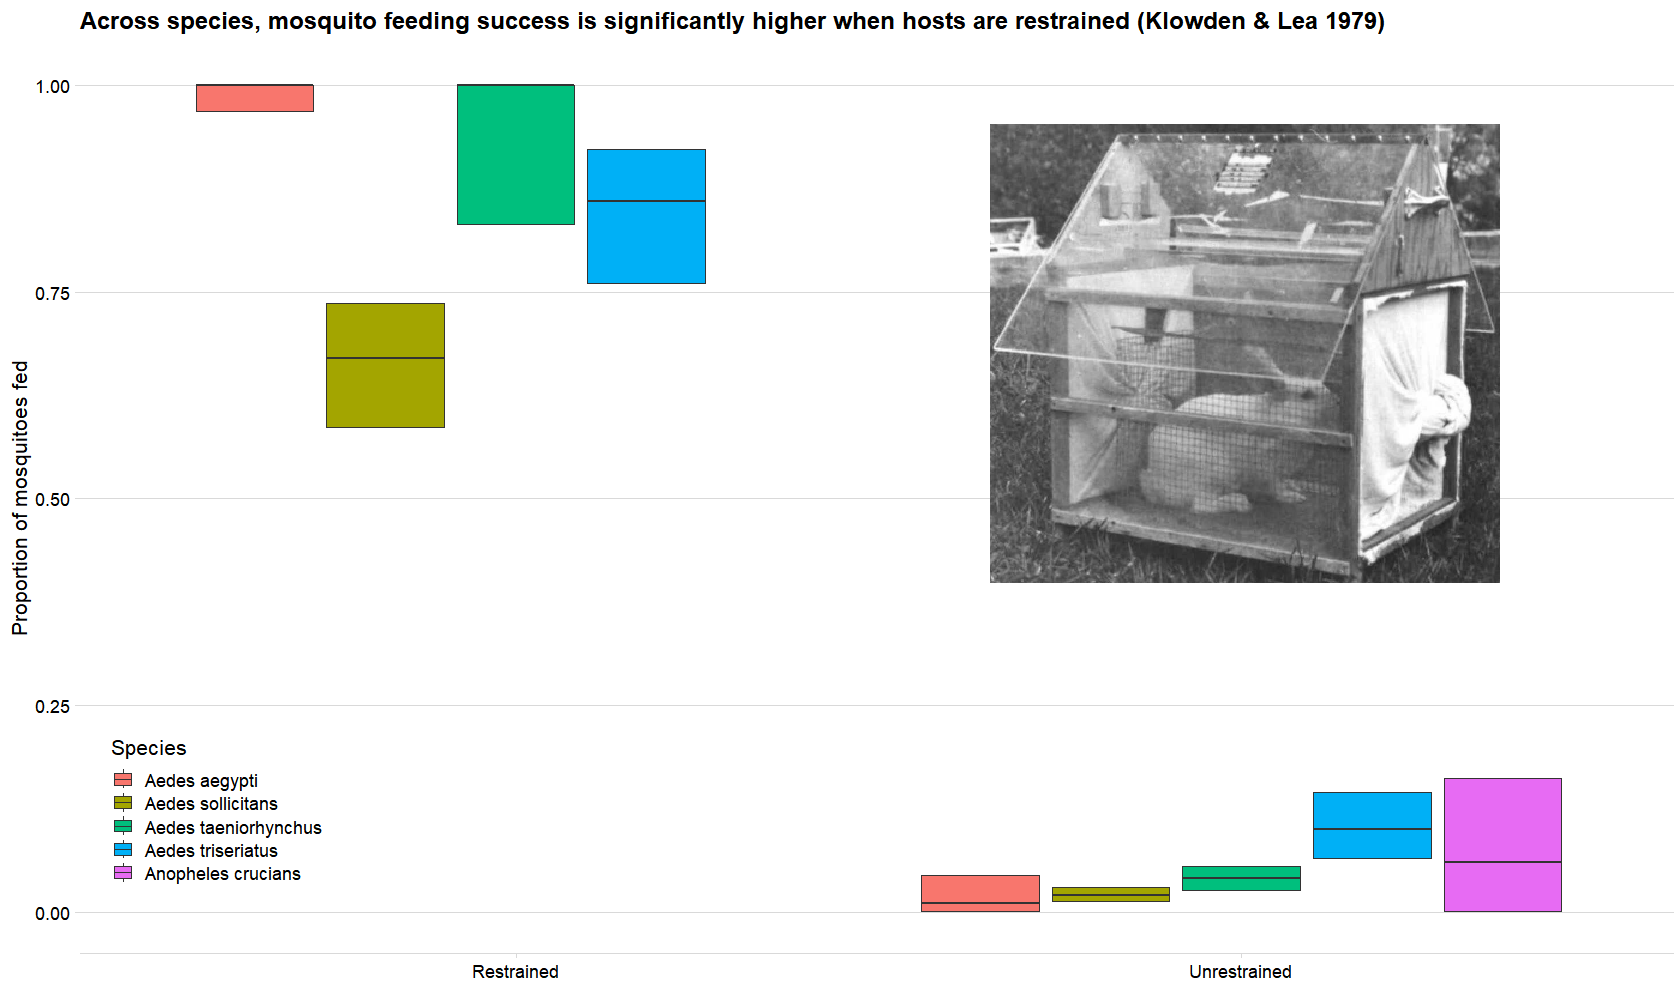 Across species, mosquito feeding success is significantly higher when hosts are restrained (Klowden & Lea 1979)
Proportion of mosquitoes fed
1.00
0.75
0.50
0.25
0.00
Species
Aedes aegypti
Aedes sollicitans
Aedes taeniorhynchus
Aedes triseriatus
Anopheles crucians
Restrained
Unrestrained